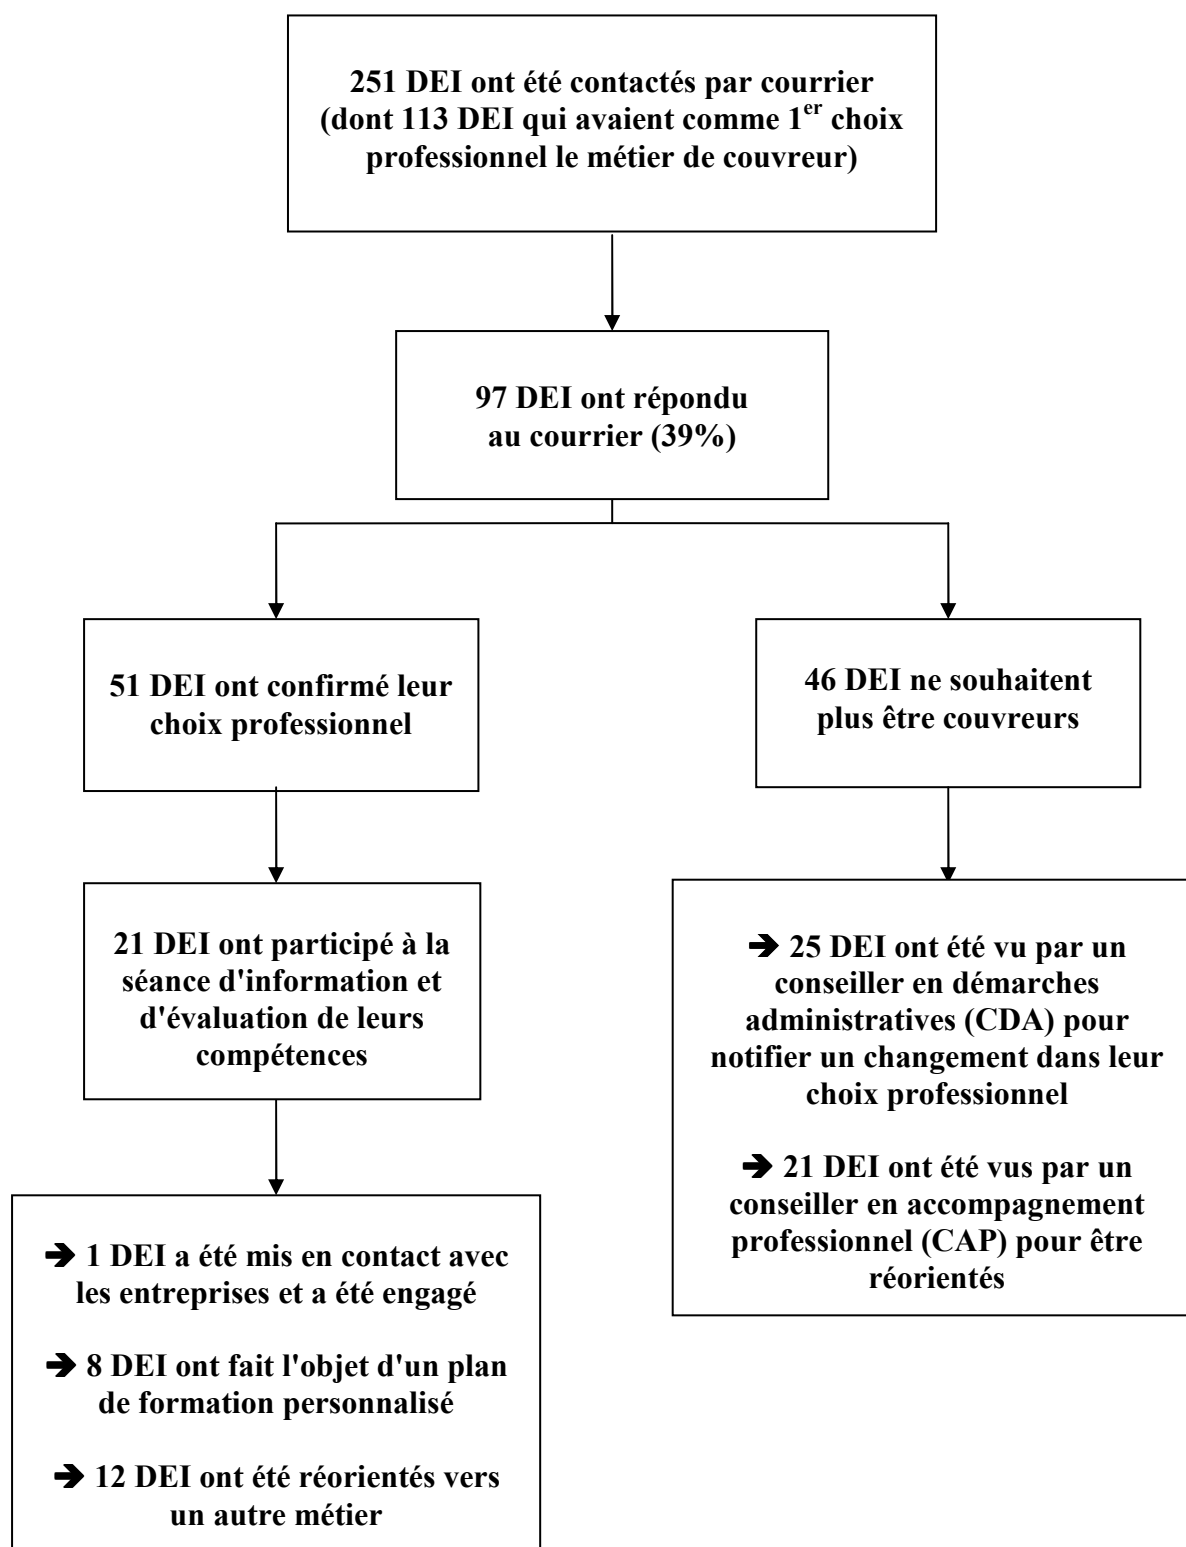 251 DEI ont été contactés par courrier
(dont 113 DEI qui avaient comme 1er choix
professionnel le métier de couvreur)
97 DEI ont répondu
au courrier (39%)
51 DEI ont confirmé leur
choix professionnel
46 DEI ne souhaitent
plus être couvreurs
21 DEI ont participé à la
séance d'information et
d'évaluation de leurs
compétences
➔ 25 DEI ont été vu par un
conseiller en démarches
administratives (CDA) pour
notifier un changement dans leur
choix professionnel
➔ 21 DEI ont été vus par un
conseiller en accompagnement
professionnel (CAP) pour être
réorientés
➔ 1 DEI a été mis en contact avec
les entreprises et a été engagé
➔ 8 DEI ont fait l'objet d'un plan
de formation personnalisé
➔ 12 DEI ont été réorientés vers
un autre métier